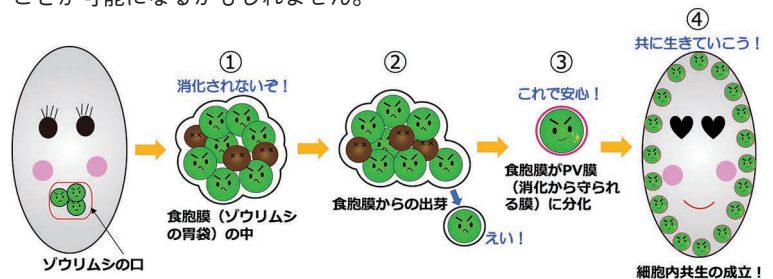 ことが可能になるかもしれません。
①
消化されないぞ！
食胞膜（ゾウリムシ
の胃袋）の中
②
食胞膜からの出芽
えい！
③
これで安心！
食胞膜がPV膜
（消化から守られ
る膜）に分化
④
共に生きていこう！
細胞内共生の成立！
ゾウリムシの口